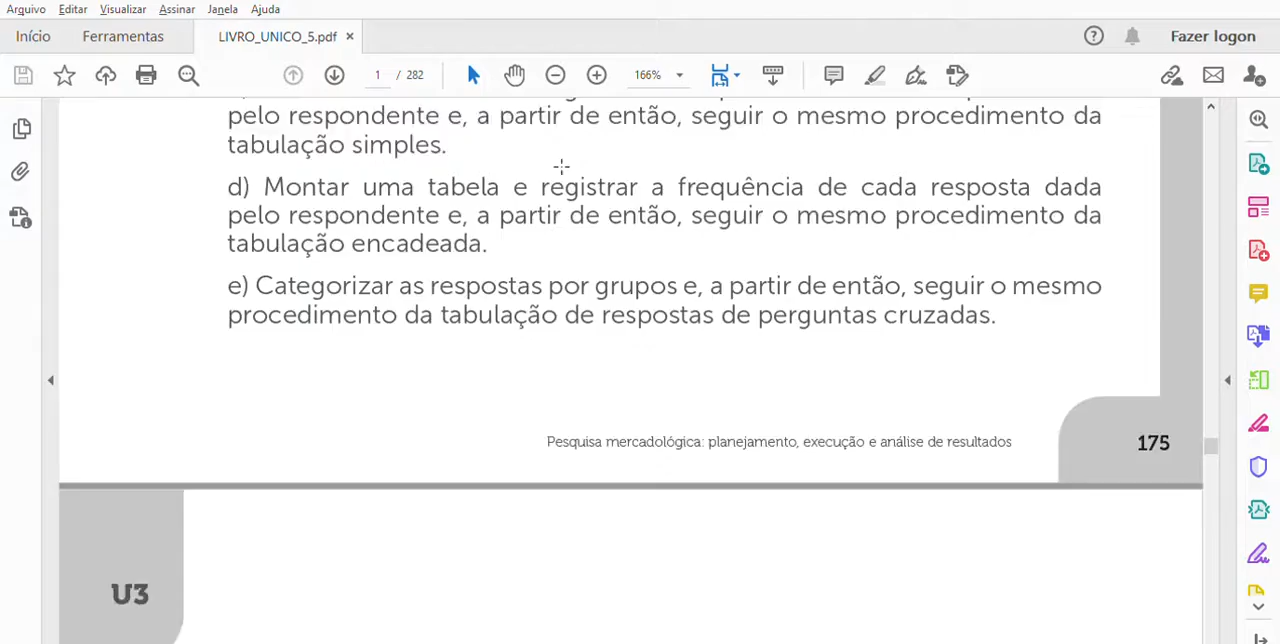 Arquivo Editar Visualizar Assinar Janela Ajuda
Início Ferramentas LIVRO_UNICO_5.pdf × Fazer logon
1 / 282 166%
pelo respondente e, a partir de então, seguir o mesmo procedimento da
tabulação simples.
d) Montar uma tabela e registrar a frequência de cada resposta dada
pelo respondente e, a partir de então, seguir o mesmo procedimento da
tabulação encadeada.
e) Categorizar as respostas por grupos e, a partir de então, seguir o mesmo
procedimento da tabulação de respostas de perguntas cruzadas.
Pesquisa mercadológica: planejamento, execução e análise de resultados
175
U3